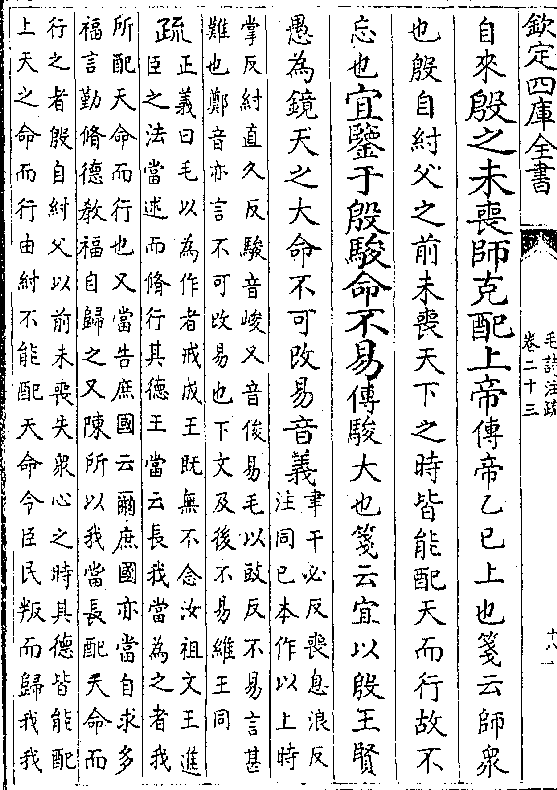 欽定四庫全書
毛詩注疏
卷二十三
十八
自來殷之未喪師克配上帝傳帝乙已上也箋云師衆
也殷自紂父之前未喪天下之時皆能配天而行故不
忘也宜鑒于殷駿命不易傳駿大也箋云宜以殷王賢
愚為鏡天之大命不可改易音義
聿干必反喪息浪反
注同已本作以上時
掌反紂直久反駿音峻又音俊易毛以豉反不易言甚
難也鄭音亦言不可改易也下文及後不易維王同
疏
正義曰毛以為作者戒成王既無不念汝祖文王進
臣之法當述而脩行其德王當云長我當為之者我
所配天命而行也又當告庶國云爾庶國亦當自求多
福言勤脩德教福自歸之又陳所以我當長配天命而
行之者殷自紂父以前未喪失衆心之時其德皆能配
上天之命而行由紂不能配天命令臣民叛而歸我我